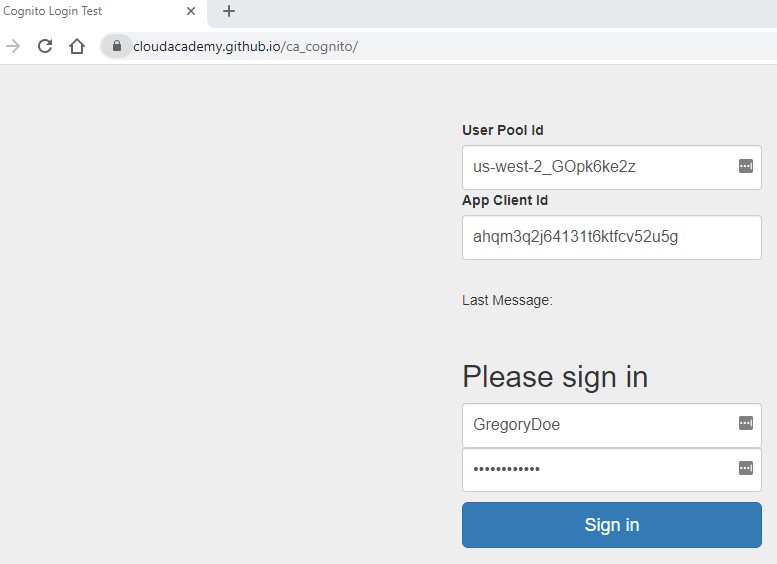 Cognito Login Test
cloudacademy.github.io/ca_cognito/
User Pool Id
us-west-2_GOpk6ke2z
App Client Id
ahqm3q2j64131t6ktfcv52u5g
Last Message:
Please sign in
GregoryDoe
••••••••••••
Sign in